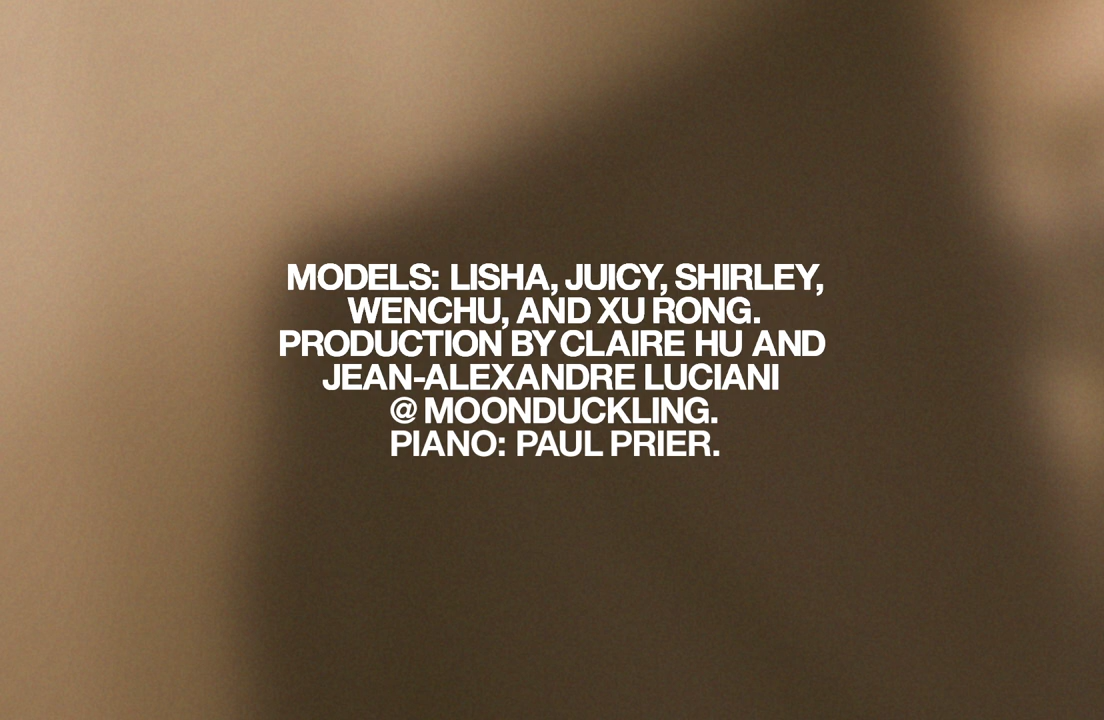 MODELS: LISHA, JUICY, SHIRLEY,
WENCHU, AND XU RONG.
PRODUCTION BY CLAIRE HU AND
JEAN-ALEXANDRE LUCIANI
@ MOONDUCKLING.
PIANO: PAUL PRIER.